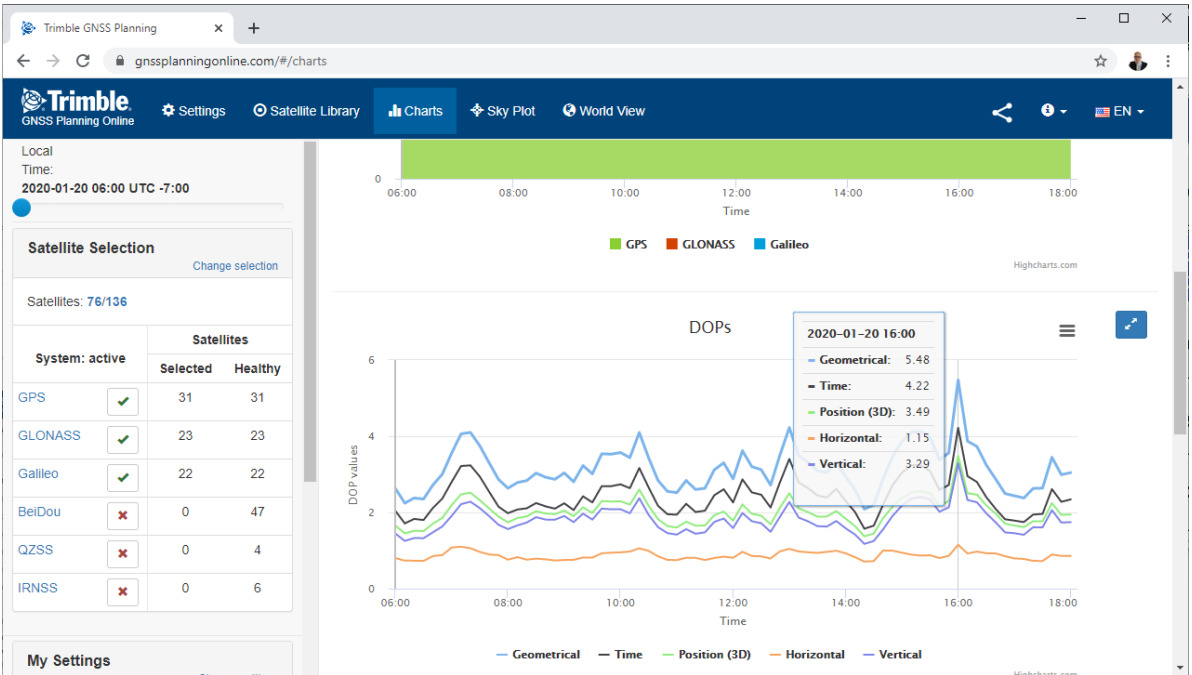 Trimble GNSS Planning
gnssplanningonline.com/#/charts
Trimble.
GNSS Planning Online
Settings
Satellite Library
Charts
Sky Plot
World View
EN
Local
Time:
2020-01-20 06:00 UTC -7:00
Satellite Selection
Change selection
Satellites: 76/136
System: active Satellites
Selected Healthy
GPS 31 31
GLONASS 23 23
Galileo 22 22
BeiDou 0 47
QZSS 0 4
IRNSS 0 6
My Settings
0
06:00 08:00 10:00 12:00 14:00 16:00 18:00
Time
GPS GLONASS Galileo
Highcharts.com
DOPs
2020-01-20 16:00
Geometrical: 5.48
Time: 4.22
Position (3D): 3.49
Horizontal: 1.15
Vertical: 3.29
DOP values
6
4
2
0
06:00 08:00 10:00 12:00 14:00 16:00 18:00
Time
Geometrical Time Position (3D) Horizontal Vertical
Highcharts.com